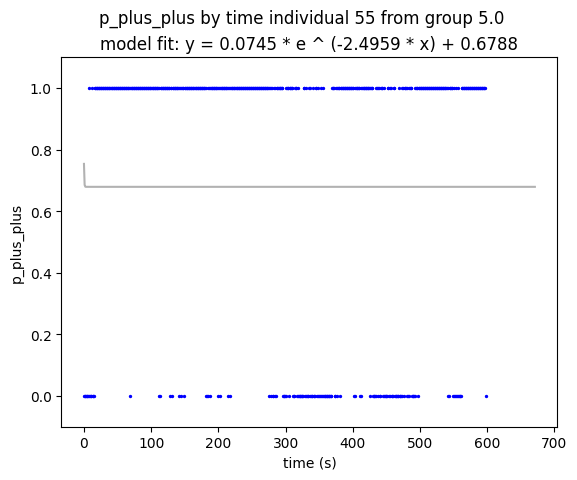 p_plus_plus by time individual 55 from group 5.0
model fit: y = 0.0745 * e ^ (-2.4959 * x) + 0.6788
1.0
0.8
0.6
0.4
0.2
0.0
p_plus_plus
0 100 200 300 400 500 600 700
time (s)